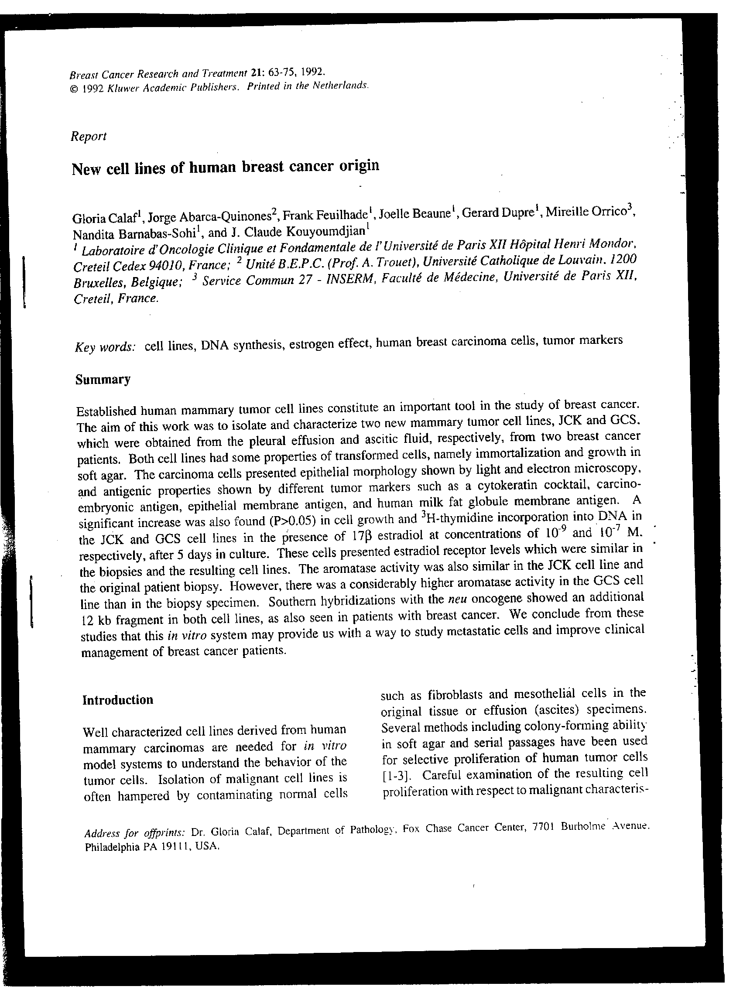 Breast Cancer Research and Treatment 21: 63-75, 1992.
© 1992 Kluwer Academic Publishers. Printed in the Netherlands.
Report
New cell lines of human breast cancer origin
Gloria Calaf¹, Jorge Abarca-Quinones², Frank Feuilhade¹, Joelle Beaune¹, Gerard Dupre¹, Mireille Orrico³,
Nandita Barnabas-Sohi¹, and J. Claude Kouyoumdjian¹
¹ Laboratoire d'Oncologie Clinique et Fondamentale de l'Université de Paris XII Hôpital Henri Mondor,
Creteil Cedex 94010, France; ² Unité B.E.P.C. (Prof. A. Trouet), Université Catholique de Louvain, 1200
Bruxelles, Belgique; ³ Service Commun 27 - INSERM, Faculté de Médecine, Université de Paris XII,
Creteil, France.
Key words: cell lines, DNA synthesis, estrogen effect, human breast carcinoma cells, tumor markers
Summary
Established human mammary tumor cell lines constitute an important tool in the study of breast cancer.
The aim of this work was to isolate and characterize two new mammary tumor cell lines, JCK and GCS,
which were obtained from the pleural effusion and ascitic fluid, respectively, from two breast cancer
patients. Both cell lines had some properties of transformed cells, namely immortalization and growth in
soft agar. The carcinoma cells presented epithelial morphology shown by light and electron microscopy,
and antigenic properties shown by different tumor markers such as a cytokeratin cocktail, carcino-
embryonic antigen, epithelial membrane antigen, and human milk fat globule membrane antigen. A
significant increase was also found (P>0.05) in cell growth and ³H-thymidine incorporation into DNA in
the JCK and GCS cell lines in the presence of 17β estradiol at concentrations of 10⁻⁹ and 10⁻⁷ M,
respectively, after 5 days in culture. These cells presented estradiol receptor levels which were similar in
the biopsies and the resulting cell lines. The aromatase activity was also similar in the JCK cell line and
the original patient biopsy. However, there was a considerably higher aromatase activity in the GCS cell
line than in the biopsy specimen. Southern hybridizations with the neu oncogene showed an additional
12 kb fragment in both cell lines, as also seen in patients with breast cancer. We conclude from these
studies that this in vitro system may provide us with a way to study metastatic cells and improve clinical
management of breast cancer patients.
Introduction
Well characterized cell lines derived from human
mammary carcinomas are needed for in vitro
model systems to understand the behavior of the
tumor cells. Isolation of malignant cell lines is
often hampered by contaminating normal cells
such as fibroblasts and mesothelial cells in the
original tissue or effusion (ascites) specimens.
Several methods including colony-forming ability
in soft agar and serial passages have been used
for selective proliferation of human tumor cells
[1-3]. Careful examination of the resulting cell
proliferation with respect to malignant characteris-
Address for offprints: Dr. Gloria Calaf, Department of Pathology, Fox Chase Cancer Center, 7701 Burholme Avenue,
Philadelphia PA 19111, USA.